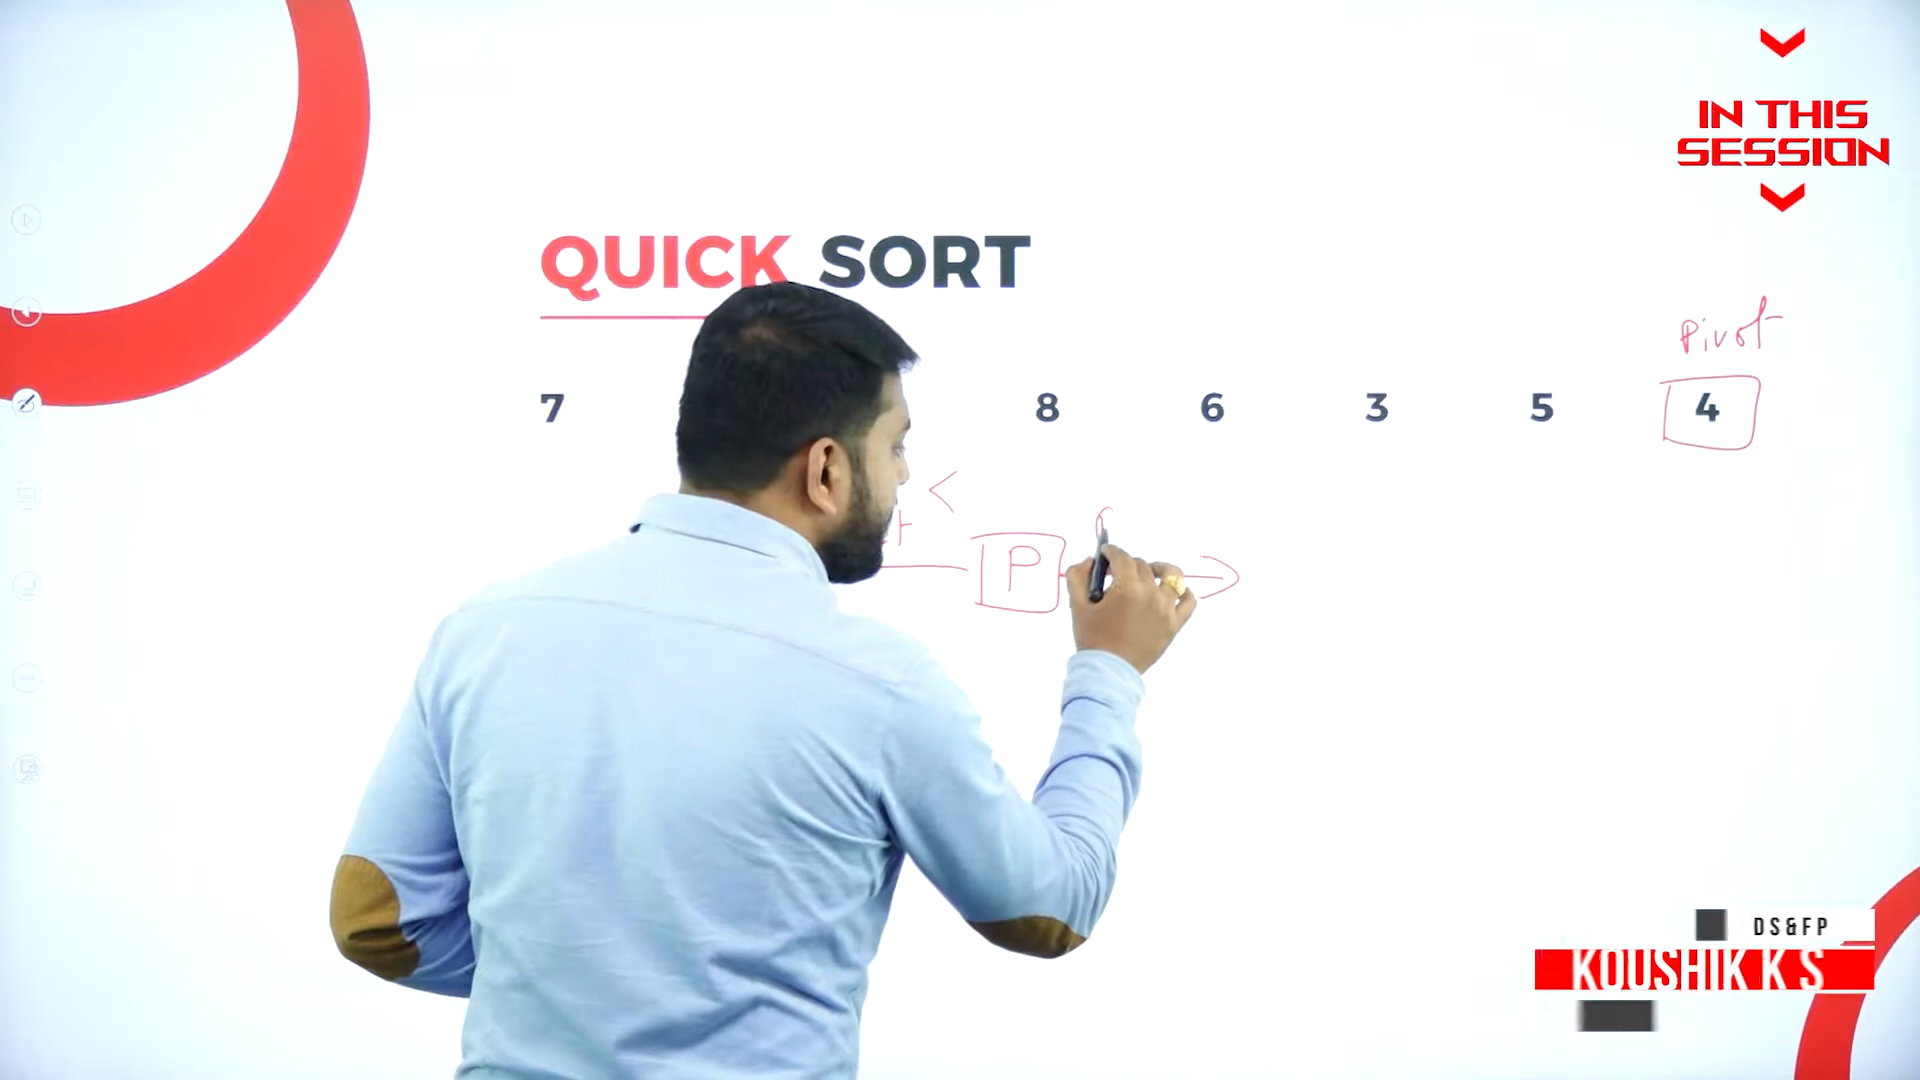 IN THIS
SESSION
QUICK SORT
Pivot
7 8 6 3 5 4
<
P
DS&FP
KOUSHIK K S